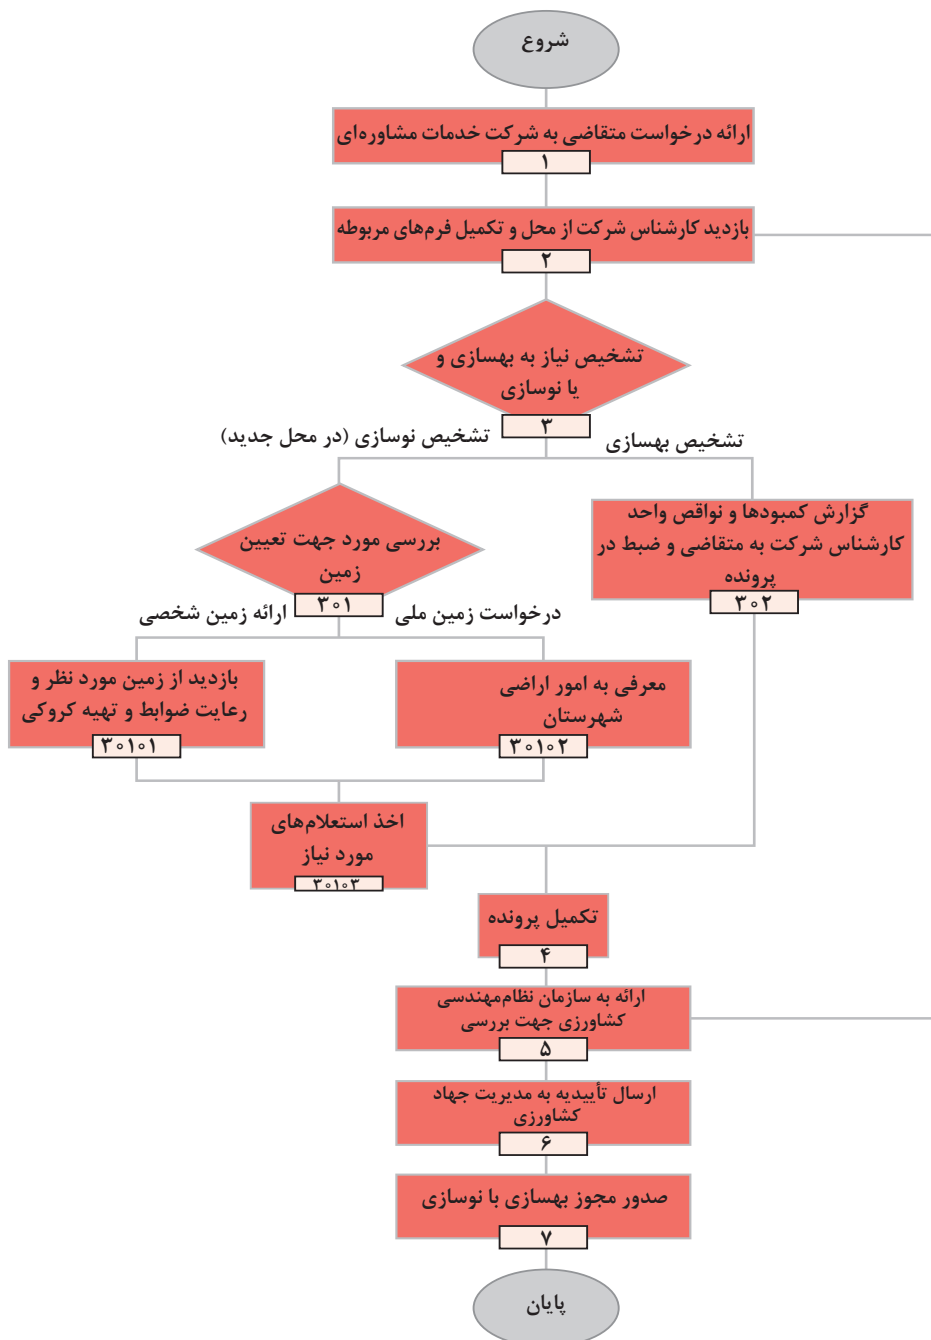 شروع
ارائه درخواست متقاضی به شرکت خدمات مشاوره‌ای
۱
بازدید کارشناس شرکت از محل و تکمیل فرم‌های مربوطه
۲
تشخیص نیاز به بهسازی و
یا نوسازی
۳
تشخیص بهسازی
تشخیص نوسازی (در محل جدید)
گزارش کمبودها و نواقص واحد
کارشناس شرکت به متقاضی و ضبط در
پرونده
۳۰۲
بررسی مورد جهت تعیین
زمین
۳۰۱
درخواست زمین ملی
ارائه زمین شخصی
معرفی به امور اراضی
شهرستان
۳۰۱۰۲
بازدید از زمین مورد نظر و
رعایت ضوابط و تهیه کروکی
۳۰۱۰۱
اخذ استعلام‌های
مورد نیاز
۳۰۱۰۳
تکمیل پرونده
۴
ارائه به سازمان نظام‌مهندسی
کشاورزی جهت بررسی
۵
ارسال تأییدیه به مدیریت جهاد
کشاورزی
۶
صدور مجوز بهسازی با نوسازی
۷
پایان